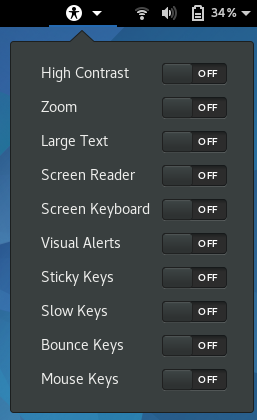 34%
High Contrast OFF
Zoom OFF
Large Text OFF
Screen Reader OFF
Screen Keyboard OFF
Visual Alerts OFF
Sticky Keys OFF
Slow Keys OFF
Bounce Keys OFF
Mouse Keys OFF